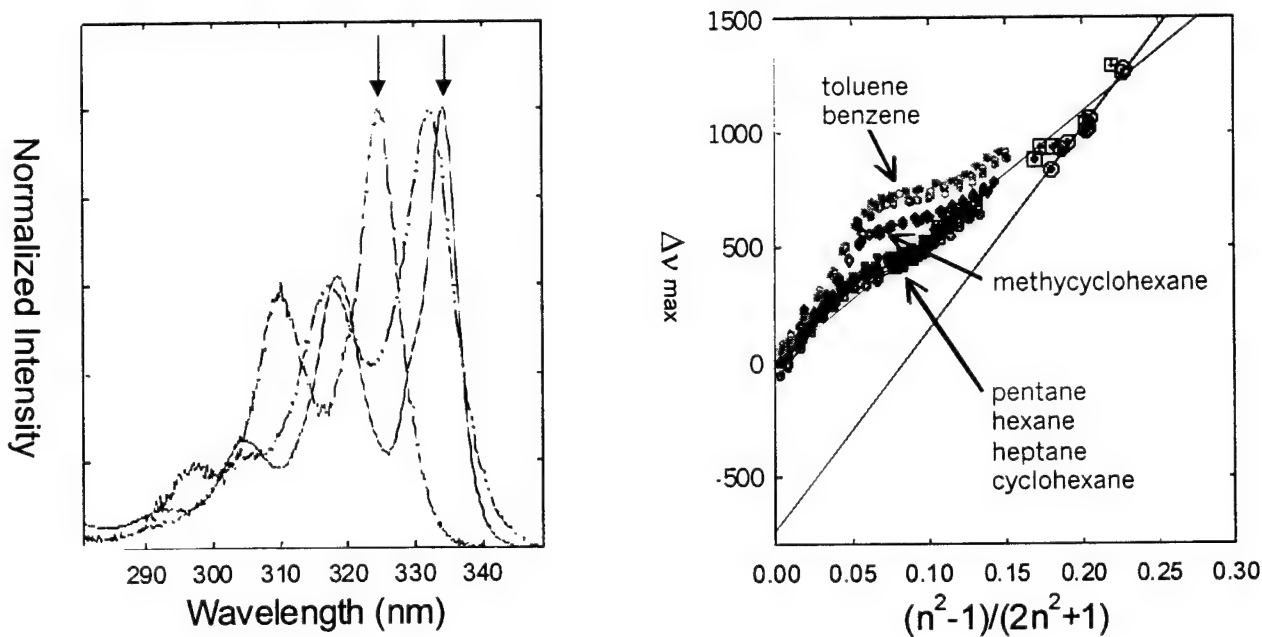 Normalized Intensity
290 300 310 320 330 340
Wavelength (nm)
1500
1000
500
0
-500
Δν max
toluene
benzene
methycyclohexane
pentane
hexane
heptane
cyclohexane
0.00 0.05 0.10 0.15 0.20 0.25 0.30
(n²-1)/(2n²+1)